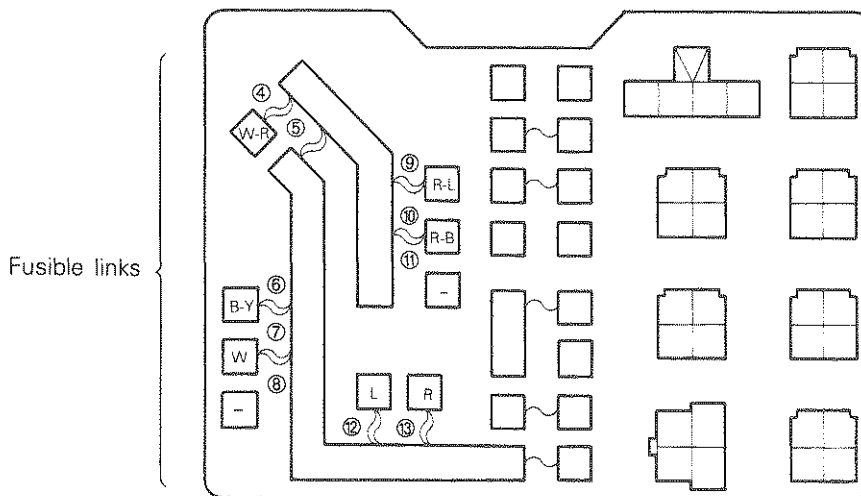 ④
W-R
⑤
⑨
R-L
⑩
R-B
⑪
–
Fusible links
⑥
B-Y
⑦
W
⑧
–
L
R
⑫
⑬